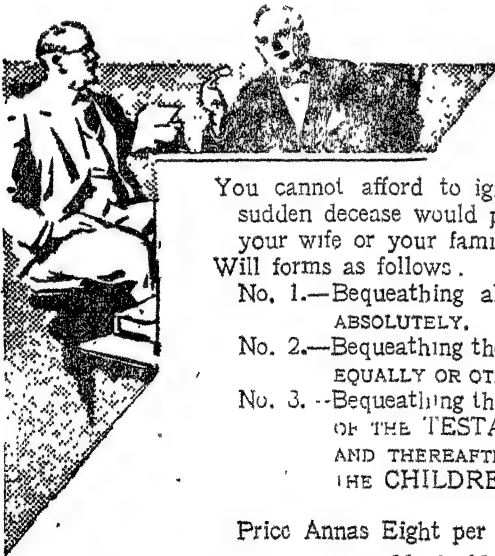 You cannot afford to ig
sudden decease would p
your wife or your fami
Will forms as follows.
No. 1.—Bequeathing al
ABSOLUTELY.
No. 2.—Bequeathing the
EQUALLY OR OT
No. 3.--Bequeathing th
OF THE TESTA
AND THEREAFT
THE CHILDRE
Price Annas Eight per